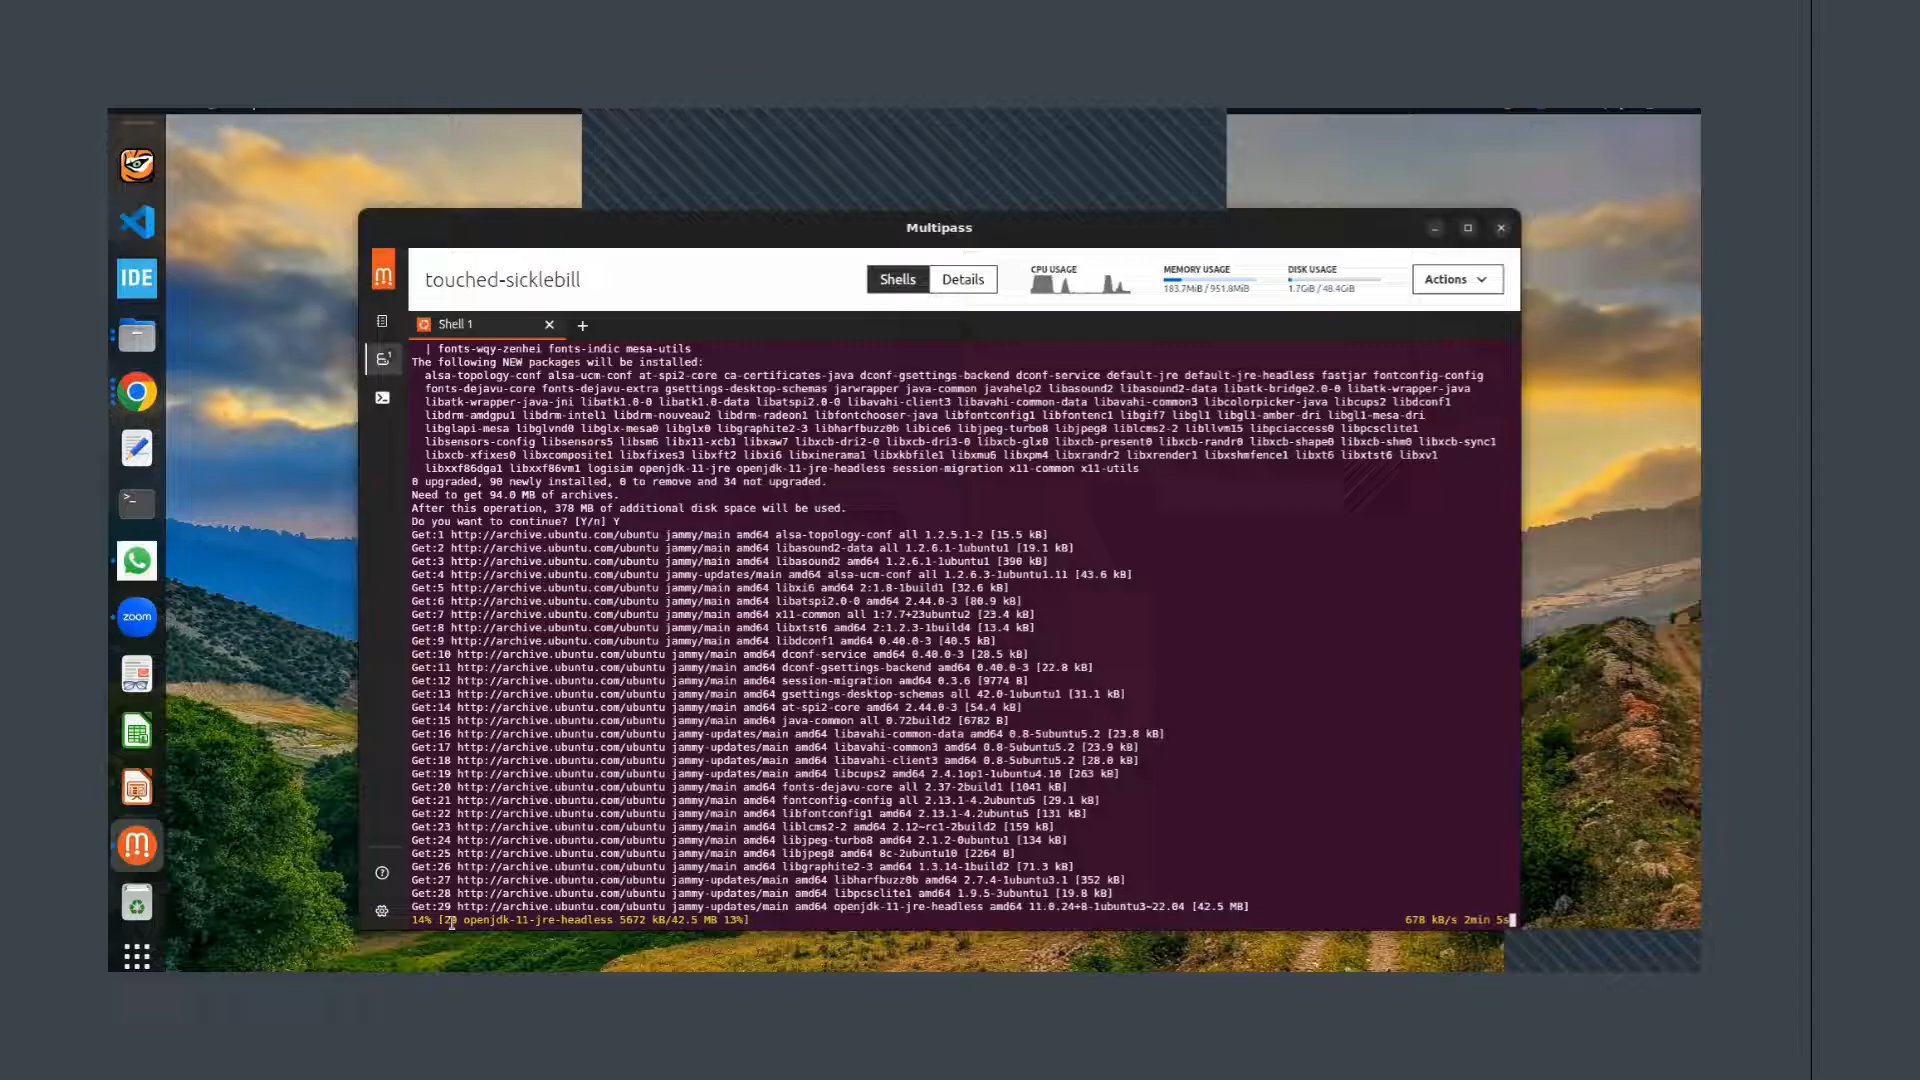 Multipass
touched-sicklebill
Shells
Details
CPU USAGE
MEMORY USAGE
183.7MiB / 951.8MiB
DISK USAGE
1.7GiB / 48.4GiB
Actions
IDE
zoom
Shell 1
| fonts-wqy-zenhei fonts-indic mesa-utils
The following NEW packages will be installed:
alsa-topology-conf alsa-ucm-conf at-spi2-core ca-certificates-java dconf-gsettings-backend dconf-service default-jre default-jre-headless fastjar fontconfig-config
fonts-dejavu-core fonts-dejavu-extra gsettings-desktop-schemas jarwrapper java-common javahelp2 libasound2 libasound2-data libatk-bridge2.0-0 libatk-wrapper-java
libatk-wrapper-java-jni libatk1.0-0 libatk1.0-data libatspi2.0-0 libavahi-client3 libavahi-common-data libavahi-common3 libcolorpicker-java libcups2 libdconf1
libdrm-amdgpu1 libdrm-intel1 libdrm-nouveau2 libdrm-radeon1 libfontchooser-java libfontconfig1 libfontenc1 libgif7 libgl1 libgl1-amber-dri libgl1-mesa-dri
libglapi-mesa libglvnd0 libglx-mesa0 libglx0 libgraphite2-3 libharfbuzz0b libice6 libjpeg-turbo8 libjpeg8 liblcms2-2 libllvm15 libpciaccess0 libpcsclite1
libsensors-config libsensors5 libsm6 libx11-xcb1 libxaw7 libxcb-dri2-0 libxcb-dri3-0 libxcb-glx0 libxcb-present0 libxcb-randr0 libxcb-shape0 libxcb-shm0 libxcb-sync1
libxcb-xfixes0 libxcomposite1 libxfixes3 libxft2 libxi6 libxinerama1 libxkbfile1 libxmu6 libxpm4 libxrandr2 libxrender1 libxshmfence1 libxt6 libxtst6 libxv1
libxxf86dga1 libxxf86vm1 logisim openjdk-11-jre openjdk-11-jre-headless session-migration x11-common x11-utils
0 upgraded, 90 newly installed, 0 to remove and 34 not upgraded.
Need to get 94.0 MB of archives.
After this operation, 378 MB of additional disk space will be used.
Do you want to continue? [Y/n] Y
Get:1 http://archive.ubuntu.com/ubuntu jammy/main amd64 alsa-topology-conf all 1.2.5.1-2 [15.5 kB]
Get:2 http://archive.ubuntu.com/ubuntu jammy/main amd64 libasound2-data all 1.2.6.1-1ubuntu1 [19.1 kB]
Get:3 http://archive.ubuntu.com/ubuntu jammy/main amd64 libasound2 amd64 1.2.6.1-1ubuntu1 [390 kB]
Get:4 http://archive.ubuntu.com/ubuntu jammy-updates/main amd64 alsa-ucm-conf all 1.2.6.3-1ubuntu1.11 [43.6 kB]
Get:5 http://archive.ubuntu.com/ubuntu jammy/main amd64 libxi6 amd64 2:1.8-1build1 [32.6 kB]
Get:6 http://archive.ubuntu.com/ubuntu jammy/main amd64 libatspi2.0-0 amd64 2.44.0-3 [80.9 kB]
Get:7 http://archive.ubuntu.com/ubuntu jammy/main amd64 x11-common all 1:7.7+23ubuntu2 [23.4 kB]
Get:8 http://archive.ubuntu.com/ubuntu jammy/main amd64 libxtst6 amd64 2:1.2.3-1build4 [13.4 kB]
Get:9 http://archive.ubuntu.com/ubuntu jammy/main amd64 libdconf1 amd64 0.40.0-3 [40.5 kB]
Get:10 http://archive.ubuntu.com/ubuntu jammy/main amd64 dconf-service amd64 0.40.0-3 [28.5 kB]
Get:11 http://archive.ubuntu.com/ubuntu jammy/main amd64 dconf-gsettings-backend amd64 0.40.0-3 [22.8 kB]
Get:12 http://archive.ubuntu.com/ubuntu jammy/main amd64 session-migration amd64 0.3.6 [9774 B]
Get:13 http://archive.ubuntu.com/ubuntu jammy/main amd64 gsettings-desktop-schemas all 42.0-1ubuntu1 [31.1 kB]
Get:14 http://archive.ubuntu.com/ubuntu jammy/main amd64 at-spi2-core amd64 2.44.0-3 [54.4 kB]
Get:15 http://archive.ubuntu.com/ubuntu jammy/main amd64 java-common all 0.72build2 [6782 B]
Get:16 http://archive.ubuntu.com/ubuntu jammy-updates/main amd64 libavahi-common-data amd64 0.8-5ubuntu5.2 [23.8 kB]
Get:17 http://archive.ubuntu.com/ubuntu jammy-updates/main amd64 libavahi-common3 amd64 0.8-5ubuntu5.2 [23.9 kB]
Get:18 http://archive.ubuntu.com/ubuntu jammy-updates/main amd64 libavahi-client3 amd64 0.8-5ubuntu5.2 [28.0 kB]
Get:19 http://archive.ubuntu.com/ubuntu jammy-updates/main amd64 libcups2 amd64 2.4.1op1-1ubuntu4.10 [263 kB]
Get:20 http://archive.ubuntu.com/ubuntu jammy/main amd64 fonts-dejavu-core all 2.37-2build1 [1041 kB]
Get:21 http://archive.ubuntu.com/ubuntu jammy/main amd64 fontconfig-config all 2.13.1-4.2ubuntu5 [29.1 kB]
Get:22 http://archive.ubuntu.com/ubuntu jammy/main amd64 libfontconfig1 amd64 2.13.1-4.2ubuntu5 [131 kB]
Get:23 http://archive.ubuntu.com/ubuntu jammy/main amd64 liblcms2-2 amd64 2.12~rc1-2build2 [159 kB]
Get:24 http://archive.ubuntu.com/ubuntu jammy/main amd64 libjpeg-turbo8 amd64 2.1.2-0ubuntu1 [134 kB]
Get:25 http://archive.ubuntu.com/ubuntu jammy/main amd64 libjpeg8 amd64 8c-2ubuntu10 [2264 B]
Get:26 http://archive.ubuntu.com/ubuntu jammy/main amd64 libgraphite2-3 amd64 1.3.14-1build2 [71.3 kB]
Get:27 http://archive.ubuntu.com/ubuntu jammy-updates/main amd64 libharfbuzz0b amd64 2.7.4-1ubuntu3.1 [352 kB]
Get:28 http://archive.ubuntu.com/ubuntu jammy-updates/main amd64 libpcsclite1 amd64 1.9.5-3ubuntu1 [19.8 kB]
Get:29 http://archive.ubuntu.com/ubuntu jammy-updates/main amd64 openjdk-11-jre-headless amd64 11.0.24+8-1ubuntu3~22.04 [42.5 MB]
14% [29 openjdk-11-jre-headless 5672 kB/42.5 MB 13%] 678 kB/s 2min 5s